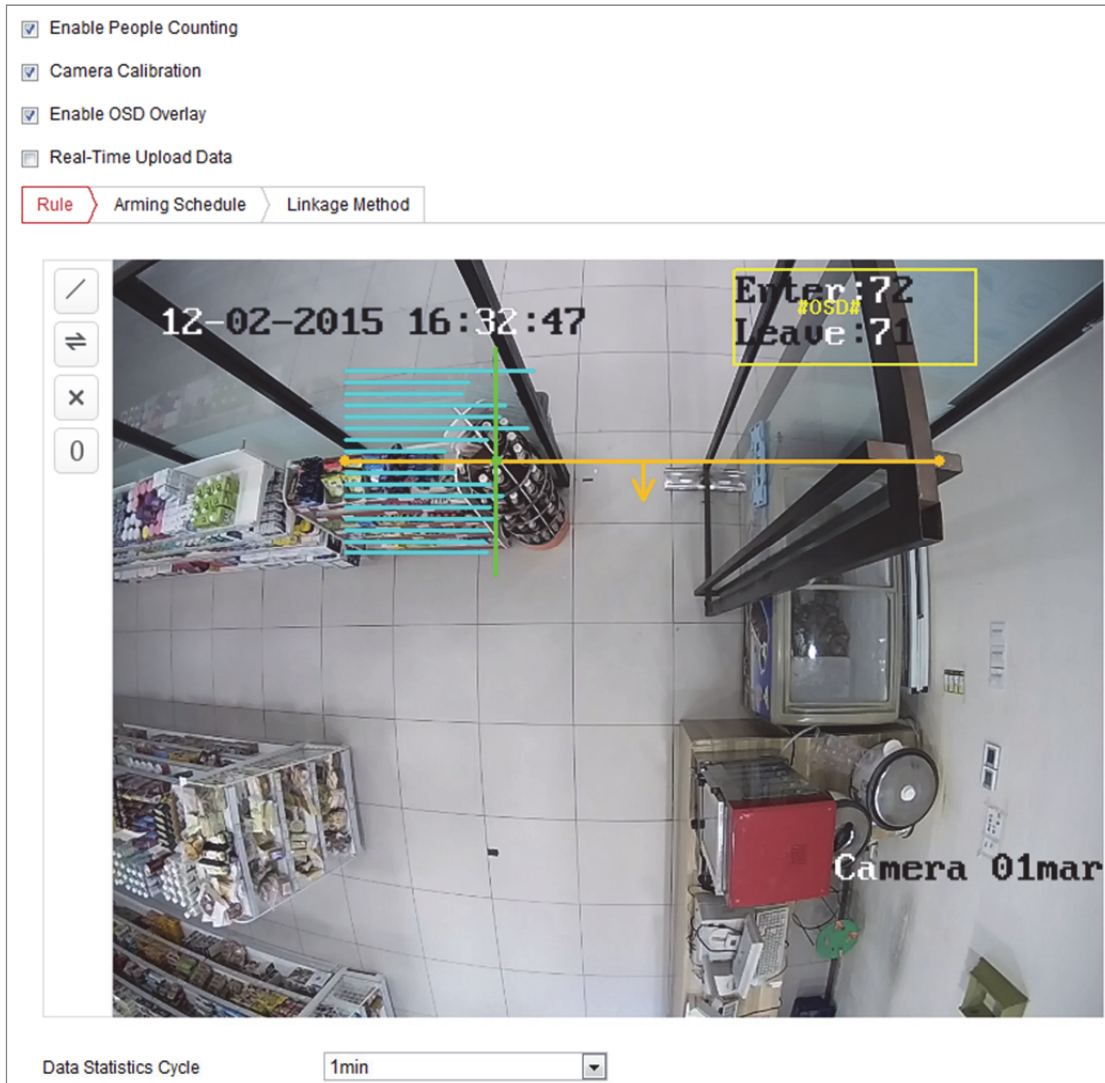 Enable People Counting
Camera Calibration
Enable OSD Overlay
Real-Time Upload Data
Rule
Arming Schedule
Linkage Method
12-02-2015 16:32:47
Enter:72
#OSD#
Leave:71
0
Camera 01mar
Data Statistics Cycle
1min